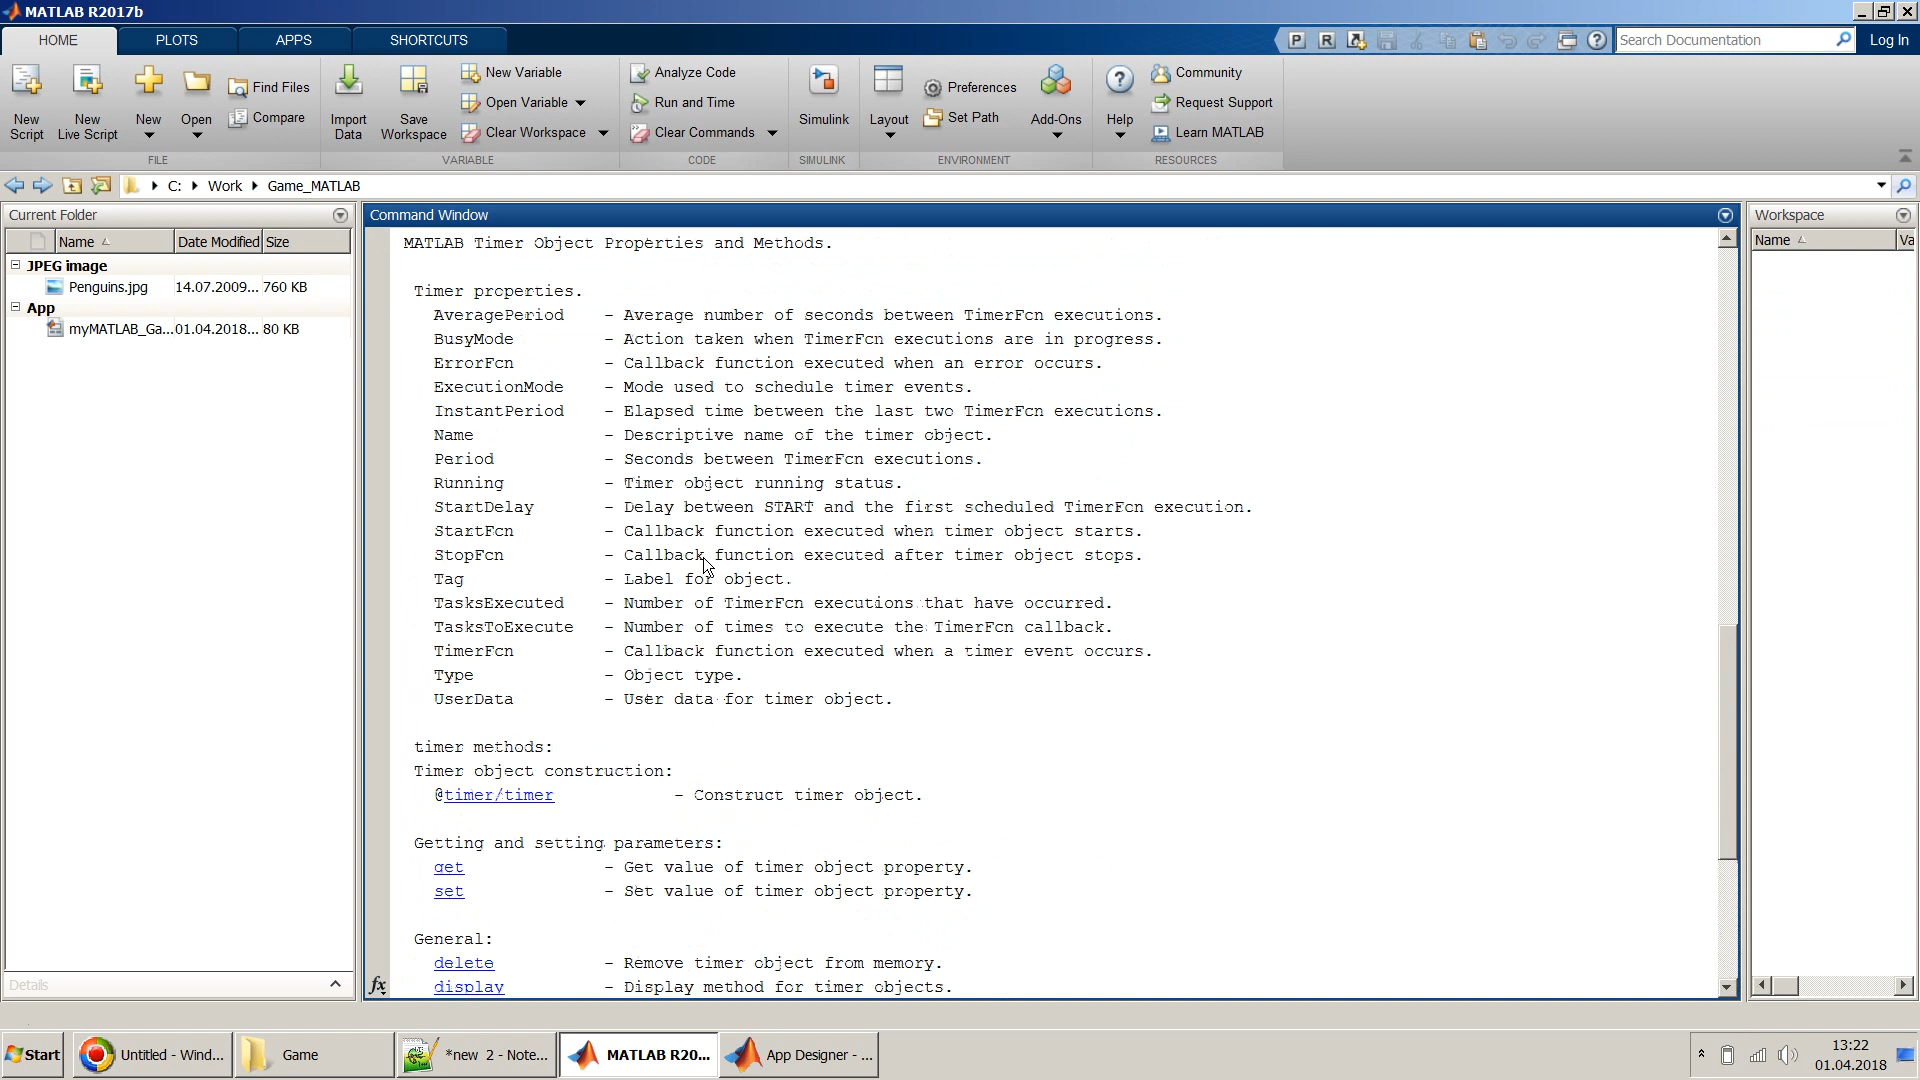 MATLAB R2017b
HOME PLOTS APPS SHORTCUTS
Search Documentation Log In
New Script
New Live Script
New
Open
Find Files
Compare
Import Data
Save Workspace
New Variable
Open Variable
Clear Workspace
Analyze Code
Run and Time
Clear Commands
Simulink
Layout
Preferences
Set Path
Add-Ons
Help
Community
Request Support
Learn MATLAB
FILE VARIABLE CODE SIMULINK ENVIRONMENT RESOURCES
C: Work Game_MATLAB
Current Folder
Name Date Modified Size
JPEG image
Penguins.jpg 14.07.2009... 760 KB
App
myMATLAB_Ga... 01.04.2018... 80 KB
Details
Command Window
MATLAB Timer Object Properties and Methods.
Timer properties.
AveragePeriod - Average number of seconds between TimerFcn executions.
BusyMode - Action taken when TimerFcn executions are in progress.
ErrorFcn - Callback function executed when an error occurs.
ExecutionMode - Mode used to schedule timer events.
InstantPeriod - Elapsed time between the last two TimerFcn executions.
Name - Descriptive name of the timer object.
Period - Seconds between TimerFcn executions.
Running - Timer object running status.
StartDelay - Delay between START and the first scheduled TimerFcn execution.
StartFcn - Callback function executed when timer object starts.
StopFcn - Callback function executed after timer object stops.
Tag - Label for object.
TasksExecuted - Number of TimerFcn executions that have occurred.
TasksToExecute - Number of times to execute the TimerFcn callback.
TimerFcn - Callback function executed when a timer event occurs.
Type - Object type.
UserData - User data for timer object.
timer methods:
Timer object construction:
@timer/timer - Construct timer object.
Getting and setting parameters:
get - Get value of timer object property.
set - Set value of timer object property.
General:
delete - Remove timer object from memory.
display - Display method for timer objects.
fx
Workspace
Name Va
Start
Untitled - Wind...
Game
*new 2 - Note...
MATLAB R20...
App Designer - ...
13:22
01.04.2018